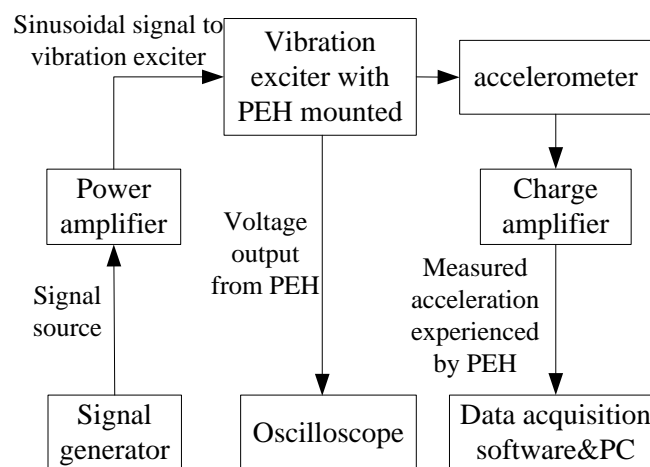 Sinusoidal signal to
vibration exciter
Vibration
exciter with
PEH mounted
accelerometer
Power
amplifier
Charge
amplifier
Voltage
output
from PEH
Measured
acceleration
experienced
by PEH
Signal
source
Signal
generator
Oscilloscope
Data acquisition
software&PC